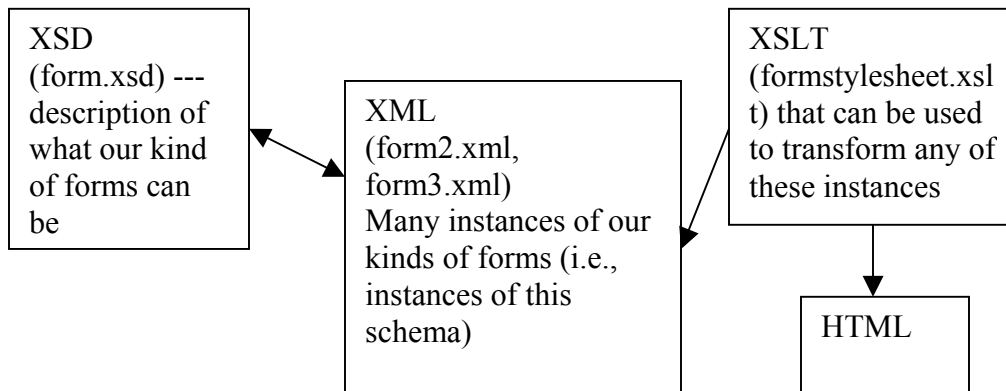 XSD
(form.xsd) ---
description of
what our kind
of forms can
be
XML
(form2.xml,
form3.xml)
Many instances of our
kinds of forms (i.e.,
instances of this
schema)
XSLT
(formstylesheet.xsl
t) that can be used
to transform any of
these instances
HTML